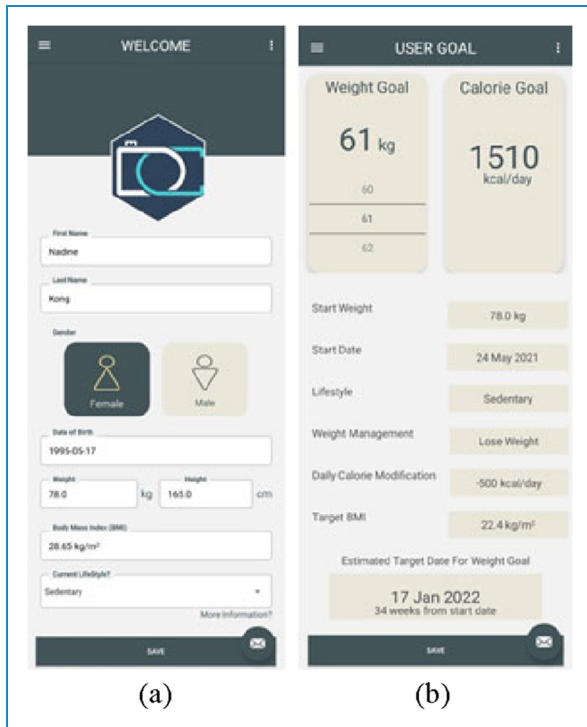 WELCOME
First Name
Nadine
Last Name
Kong
Gender
Female
Male
Date of Birth
1995-05-17
Weight
78.0
kg
Height
165.0
cm
Body Mass Index (BMI)
28.65 kg/m²
Current LifeStyle?
Sedentary
More Information?
SAVE
(a)
USER GOAL
Weight Goal
61 kg
60
61
62
Calorie Goal
1510
kcal/day
Start Weight
78.0 kg
Start Date
24 May 2021
Lifestyle
Sedentary
Weight Management
Lose Weight
Daily Calorie Modification
-500 kcal/day
Target BMI
22.4 kg/m²
Estimated Target Date For Weight Goal
17 Jan 2022
34 weeks from start date
SAVE
(b)